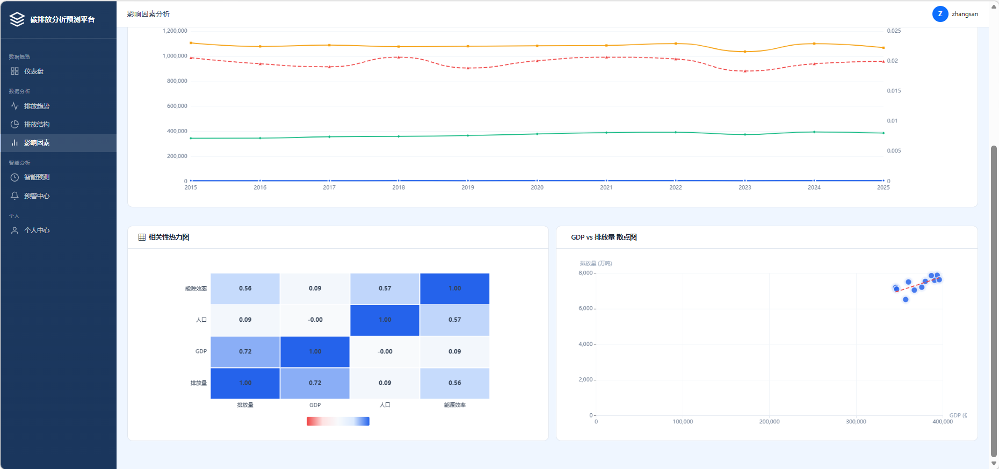 碳排放分析预测平台
数据概览
仪表盘
数据分析
排放趋势
排放结构
影响因素
智能分析
智能预测
预警中心
个人
个人中心
影响因素分析
Z zhangsan
1,200,000
1,000,000
800,000
600,000
400,000
200,000
0
0.025
0.02
0.015
0.01
0.005
0
2015 2016 2017 2018 2019 2020 2021 2022 2023 2024 2025
相关性热力图
能源效率 0.56 0.09 0.57 1.00
人口 0.09 -0.00 1.00 0.57
GDP 0.72 1.00 -0.00 0.09
排放量 1.00 0.72 0.09 0.56
排放量 GDP 人口 能源效率
GDP vs 排放量 散点图
排放量 (万吨)
8,000
6,000
4,000
2,000
0
GDP (
0 100,000 200,000 300,000 400,000